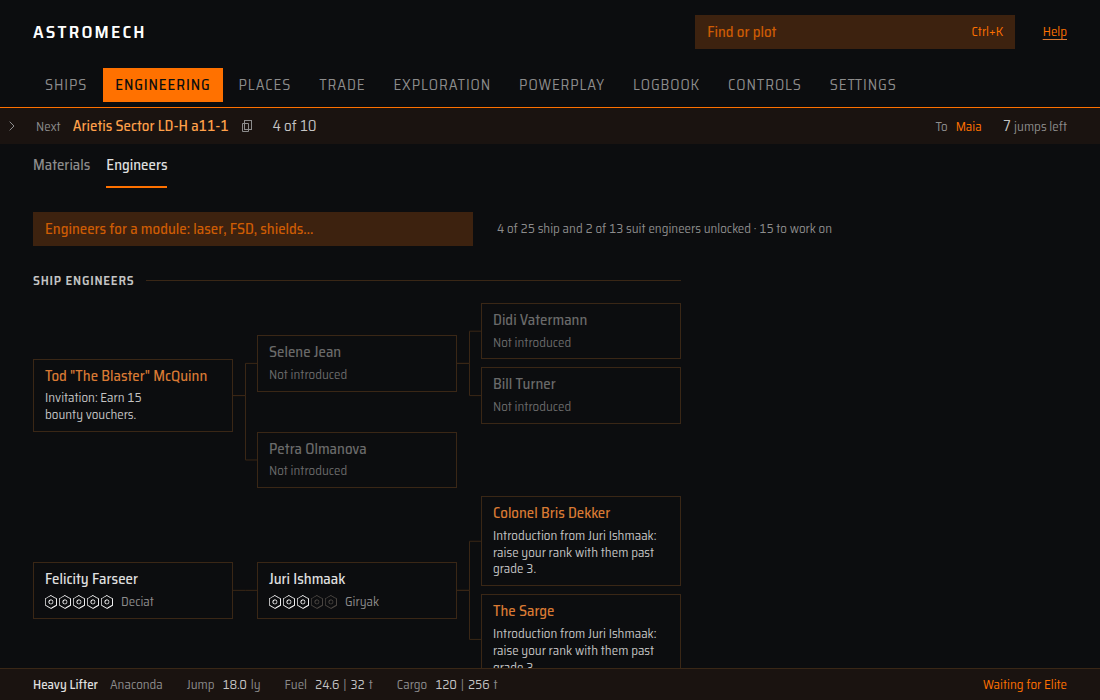 ASTROMECH
Find or plot Ctrl+K
Help
SHIPS ENGINEERING PLACES TRADE EXPLORATION POWERPLAY LOGBOOK CONTROLS SETTINGS
Next Arietis Sector LD-H a11-1 4 of 10 To Maia 7 jumps left
Materials Engineers
Engineers for a module: laser, FSD, shields...
4 of 25 ship and 2 of 13 suit engineers unlocked · 15 to work on
SHIP ENGINEERS
Tod "The Blaster" McQuinn
Invitation: Earn 15
bounty vouchers.
Selene Jean
Not introduced
Didi Vatermann
Not introduced
Bill Turner
Not introduced
Petra Olmanova
Not introduced
Felicity Farseer
Deciat
Juri Ishmaak
Giryak
Colonel Bris Dekker
Introduction from Juri Ishmaak:
raise your rank with them past
grade 3.
The Sarge
Introduction from Juri Ishmaak:
raise your rank with them past
grade 3.
Heavy Lifter Anaconda Jump 18.0 ly Fuel 24.6 | 32 t Cargo 120 | 256 t Waiting for Elite